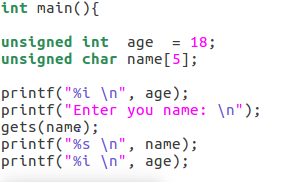 int main(){
unsigned int  age  = 18;
unsigned char name[5];
printf("%i \n", age);
printf("Enter you name: \n");
gets(name);
printf("%s \n", name);
printf("%i \n", age);